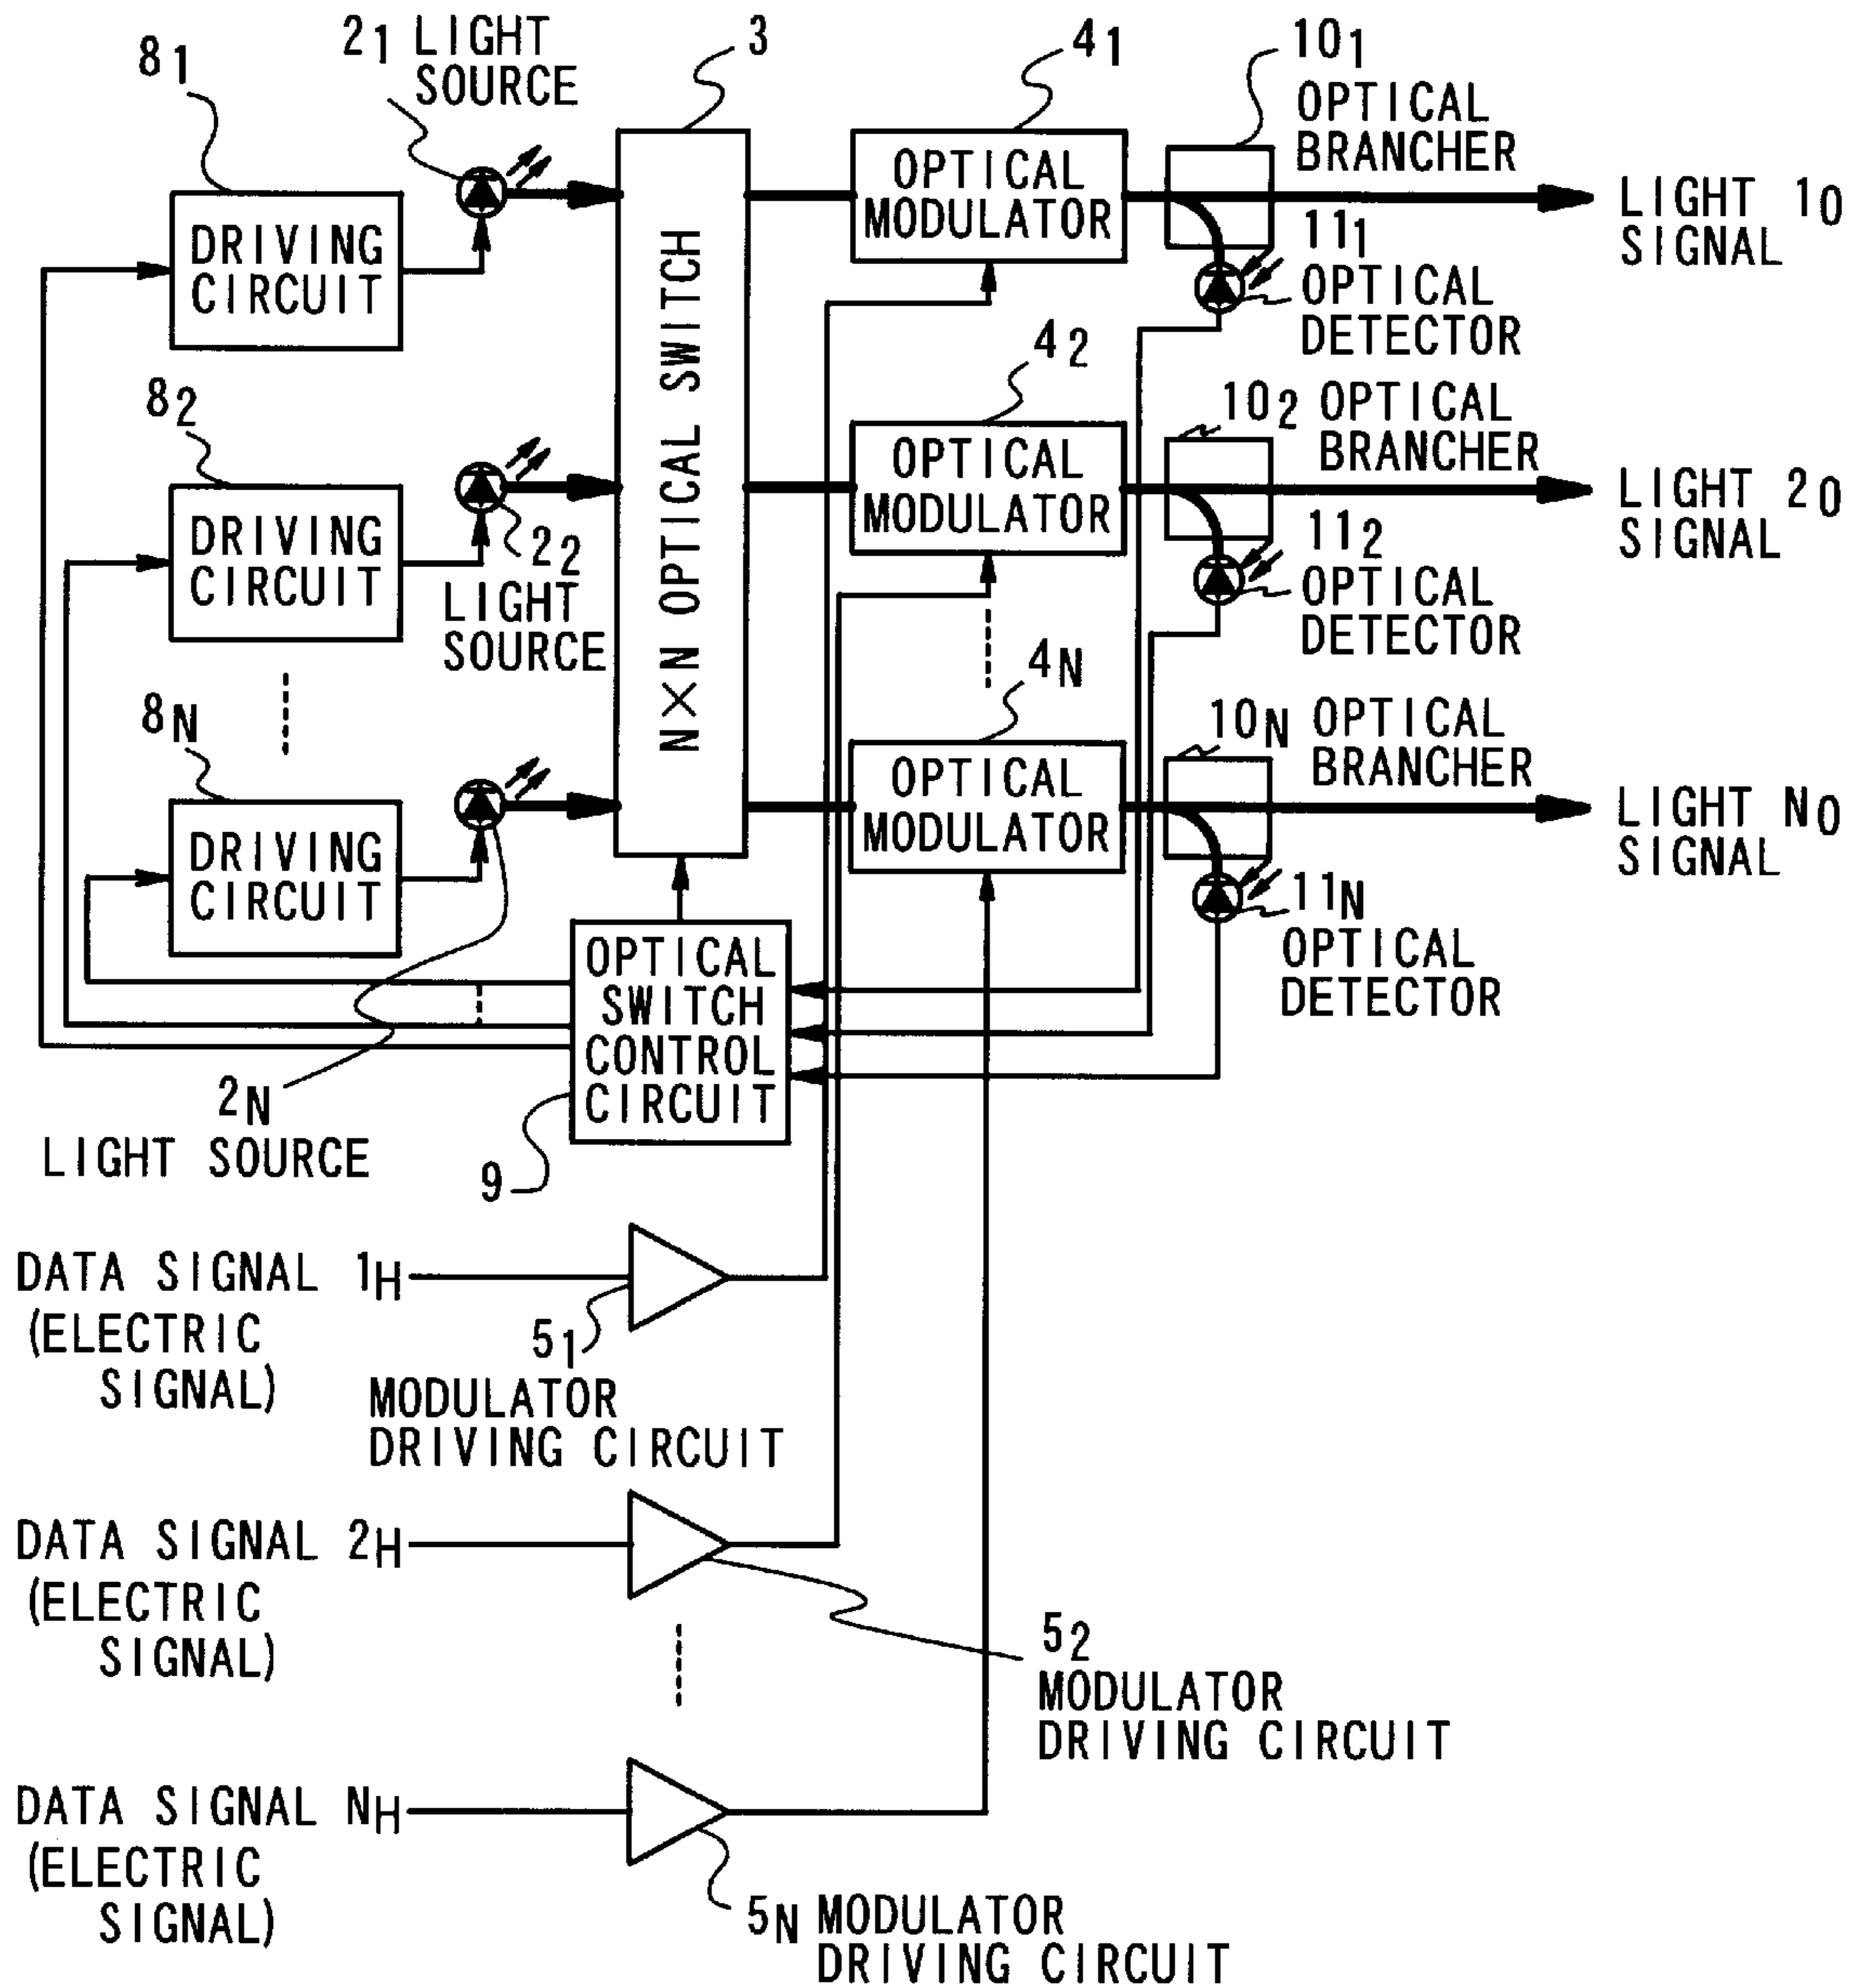 8₁
2₁ LIGHT
SOURCE
3
4₁
10₁
OPTICAL
BRANCHER
DRIVING
CIRCUIT
OPTICAL
MODULATOR
LIGHT 1₀
SIGNAL
11₁
OPTICAL
DETECTOR
N×N OPTICAL SWITCH
8₂
4₂
10₂ OPTICAL
BRANCHER
DRIVING
CIRCUIT
2₂
LIGHT
SOURCE
OPTICAL
MODULATOR
LIGHT 2₀
SIGNAL
11₂
OPTICAL
DETECTOR
8N
4N
10N OPTICAL
BRANCHER
DRIVING
CIRCUIT
OPTICAL
MODULATOR
LIGHT N₀
SIGNAL
11N
OPTICAL
DETECTOR
OPTICAL
SWITCH
CONTROL
CIRCUIT
2N
LIGHT SOURCE
9
DATA SIGNAL 1H
(ELECTRIC
SIGNAL)
5₁
MODULATOR
DRIVING CIRCUIT
DATA SIGNAL 2H
(ELECTRIC
SIGNAL)
5₂
MODULATOR
DRIVING CIRCUIT
DATA SIGNAL NH
(ELECTRIC
SIGNAL)
5N MODULATOR
DRIVING CIRCUIT